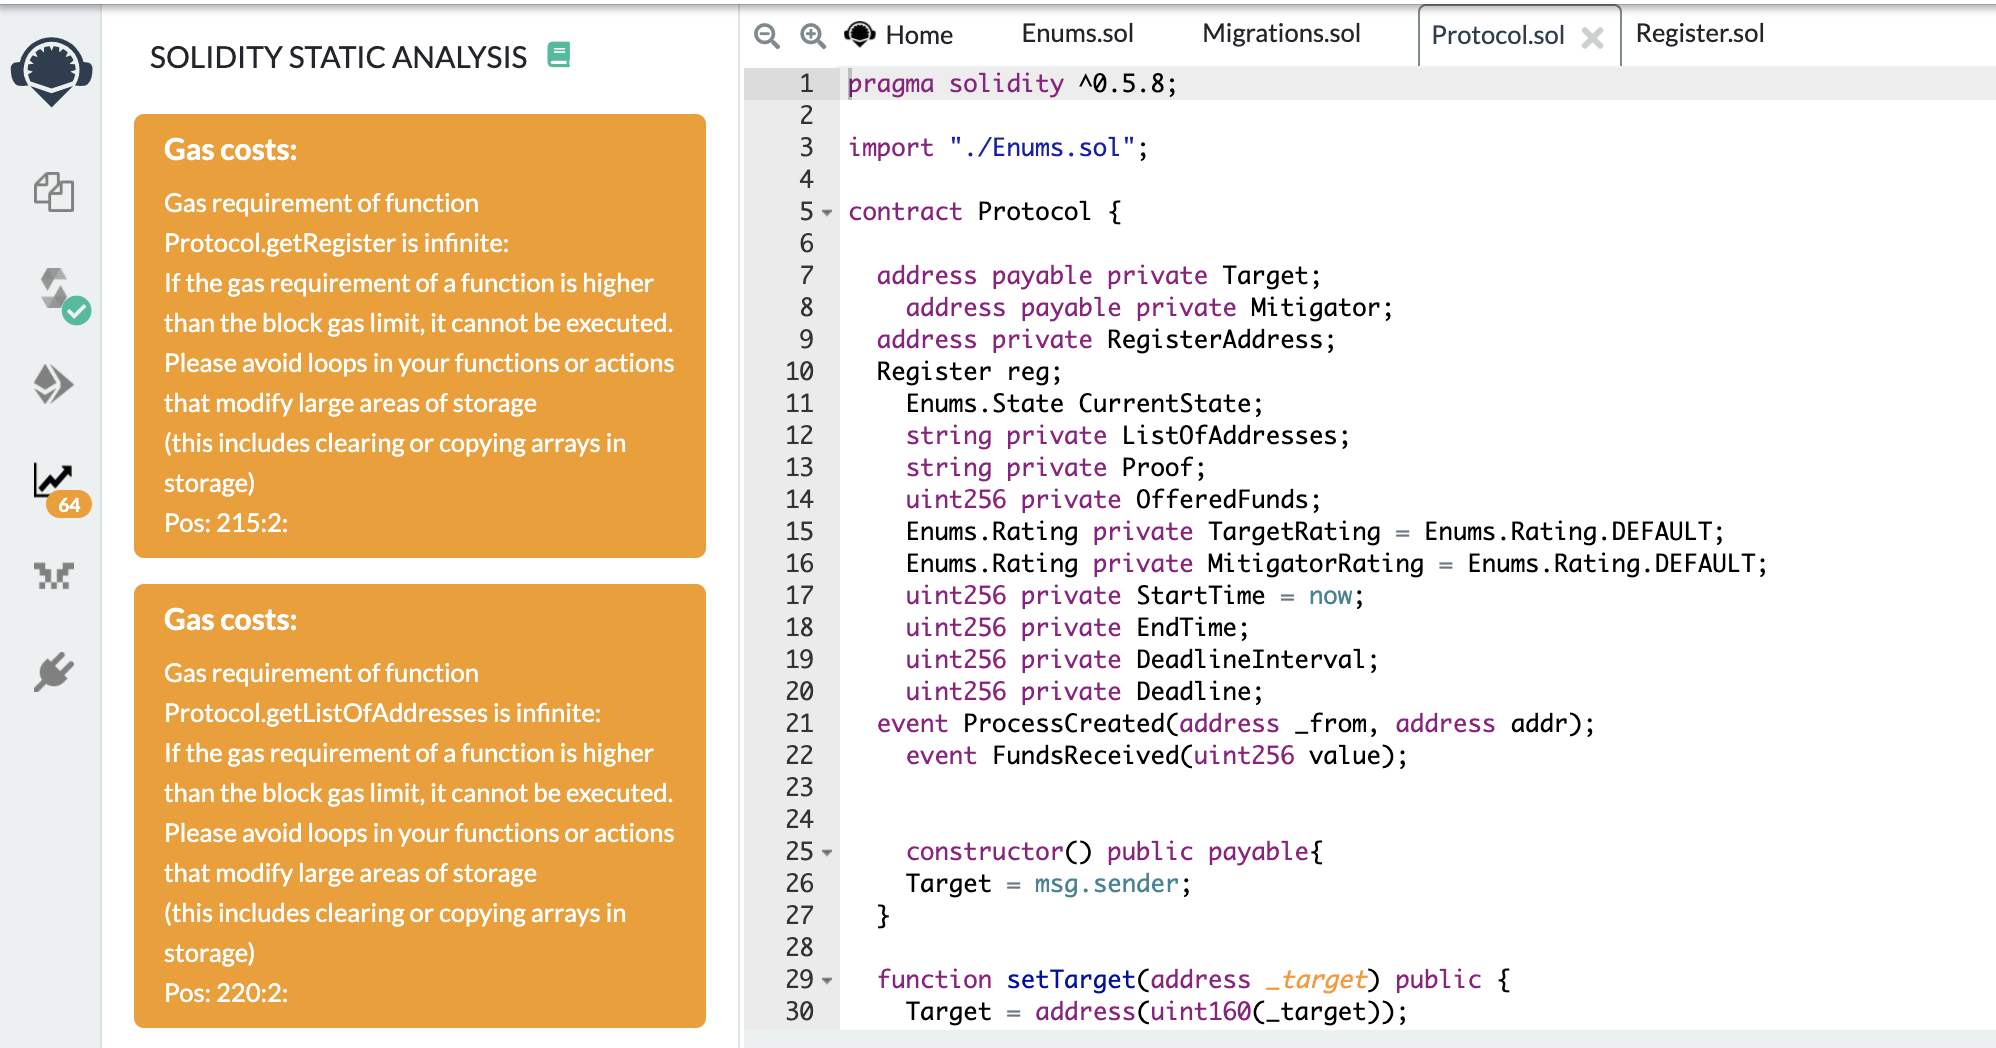 SOLIDITY STATIC ANALYSIS
Gas costs:
Gas requirement of function
Protocol.getRegister is infinite:
If the gas requirement of a function is higher
than the block gas limit, it cannot be executed.
Please avoid loops in your functions or actions
that modify large areas of storage
(this includes clearing or copying arrays in
storage)
Pos: 215:2:
Gas costs:
Gas requirement of function
Protocol.getListOfAddresses is infinite:
If the gas requirement of a function is higher
than the block gas limit, it cannot be executed.
Please avoid loops in your functions or actions
that modify large areas of storage
(this includes clearing or copying arrays in
storage)
Pos: 220:2:
64
Home Enums.sol Migrations.sol Protocol.sol Register.sol
1 pragma solidity ^0.5.8;
2
3 import "./Enums.sol";
4
5 contract Protocol {
6
7 address payable private Target;
8 address payable private Mitigator;
9 address private RegisterAddress;
10 Register reg;
11 Enums.State CurrentState;
12 string private ListOfAddresses;
13 string private Proof;
14 uint256 private OfferedFunds;
15 Enums.Rating private TargetRating = Enums.Rating.DEFAULT;
16 Enums.Rating private MitigatorRating = Enums.Rating.DEFAULT;
17 uint256 private StartTime = now;
18 uint256 private EndTime;
19 uint256 private DeadlineInterval;
20 uint256 private Deadline;
21 event ProcessCreated(address _from, address addr);
22 event FundsReceived(uint256 value);
23
24
25 constructor() public payable{
26 Target = msg.sender;
27 }
28
29 function setTarget(address _target) public {
30 Target = address(uint160(_target));